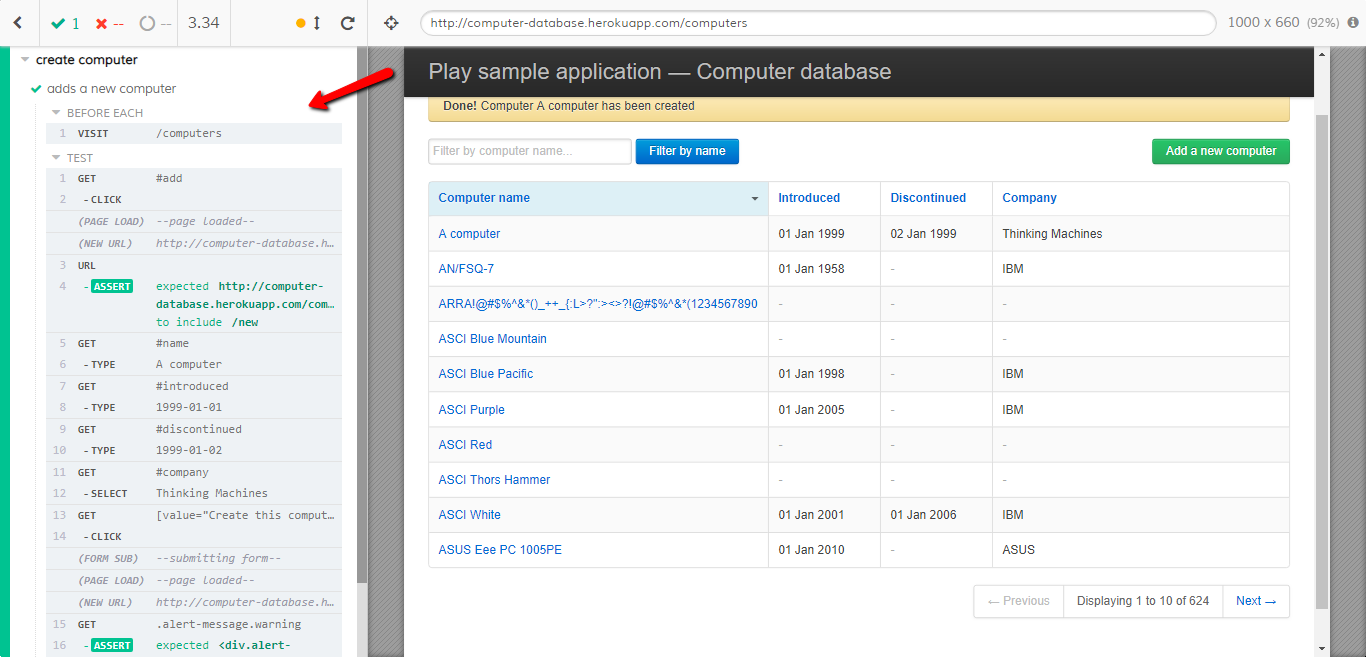 1 -- -- 3.34
http://computer-database.herokuapp.com/computers
1000 x 660 (92%)
create computer
adds a new computer
BEFORE EACH
1 VISIT /computers
TEST
1 GET #add
2 - CLICK
(PAGE LOAD) --page loaded--
(NEW URL) http://computer-database.h…
3 URL
4 - ASSERT expected http://computer-
database.herokuapp.com/com…
to include /new
5 GET #name
6 - TYPE A computer
7 GET #introduced
8 - TYPE 1999-01-01
9 GET #discontinued
10 - TYPE 1999-01-02
11 GET #company
12 - SELECT Thinking Machines
13 GET [value="Create this comput…
14 - CLICK
(FORM SUB) --submitting form--
(PAGE LOAD) --page loaded--
(NEW URL) http://computer-database.h…
15 GET .alert-message.warning
16 - ASSERT expected <div.alert-
Play sample application — Computer database
Done! Computer A computer has been created
Filter by computer name... Filter by name Add a new computer
Computer name Introduced Discontinued Company
A computer 01 Jan 1999 02 Jan 1999 Thinking Machines
AN/FSQ-7 01 Jan 1958 - IBM
ARRA!@#$%^&*()_++_{:L>?":><>?!@#$%^&*(1234567890 - - -
ASCI Blue Mountain - - -
ASCI Blue Pacific 01 Jan 1998 - IBM
ASCI Purple 01 Jan 2005 - IBM
ASCI Red - - -
ASCI Thors Hammer - - -
ASCI White 01 Jan 2001 01 Jan 2006 IBM
ASUS Eee PC 1005PE 01 Jan 2010 - ASUS
← Previous Displaying 1 to 10 of 624 Next →